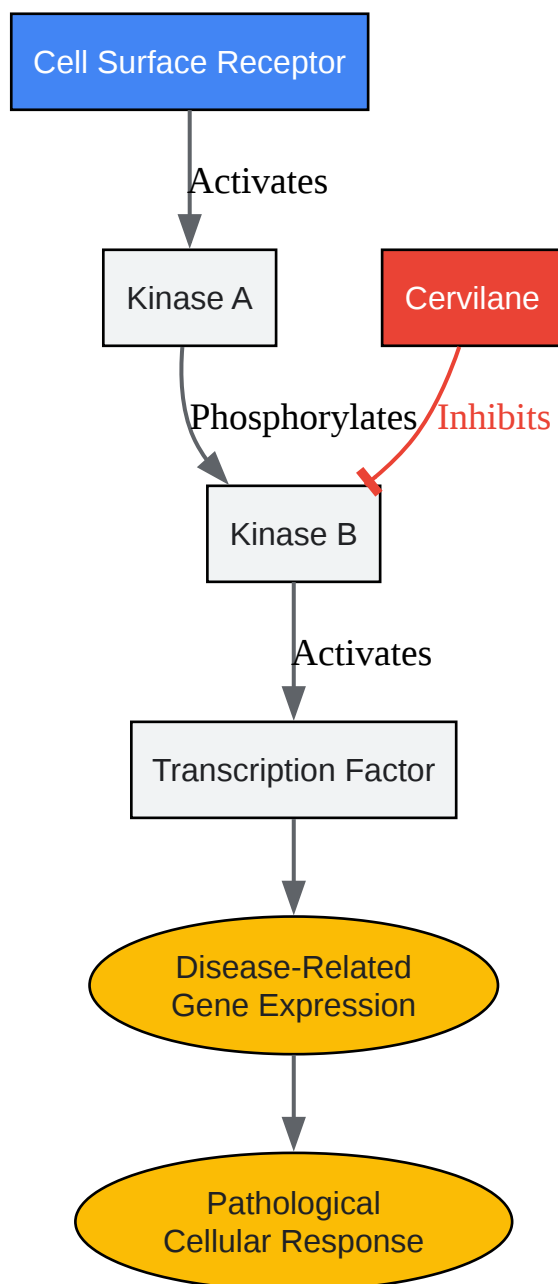 Cell Surface Receptor
Activates
Kinase A
Cervilane
Phosphorylates
Inhibits
Kinase B
Activates
Transcription Factor
Disease-Related
Gene Expression
Pathological
Cellular Response